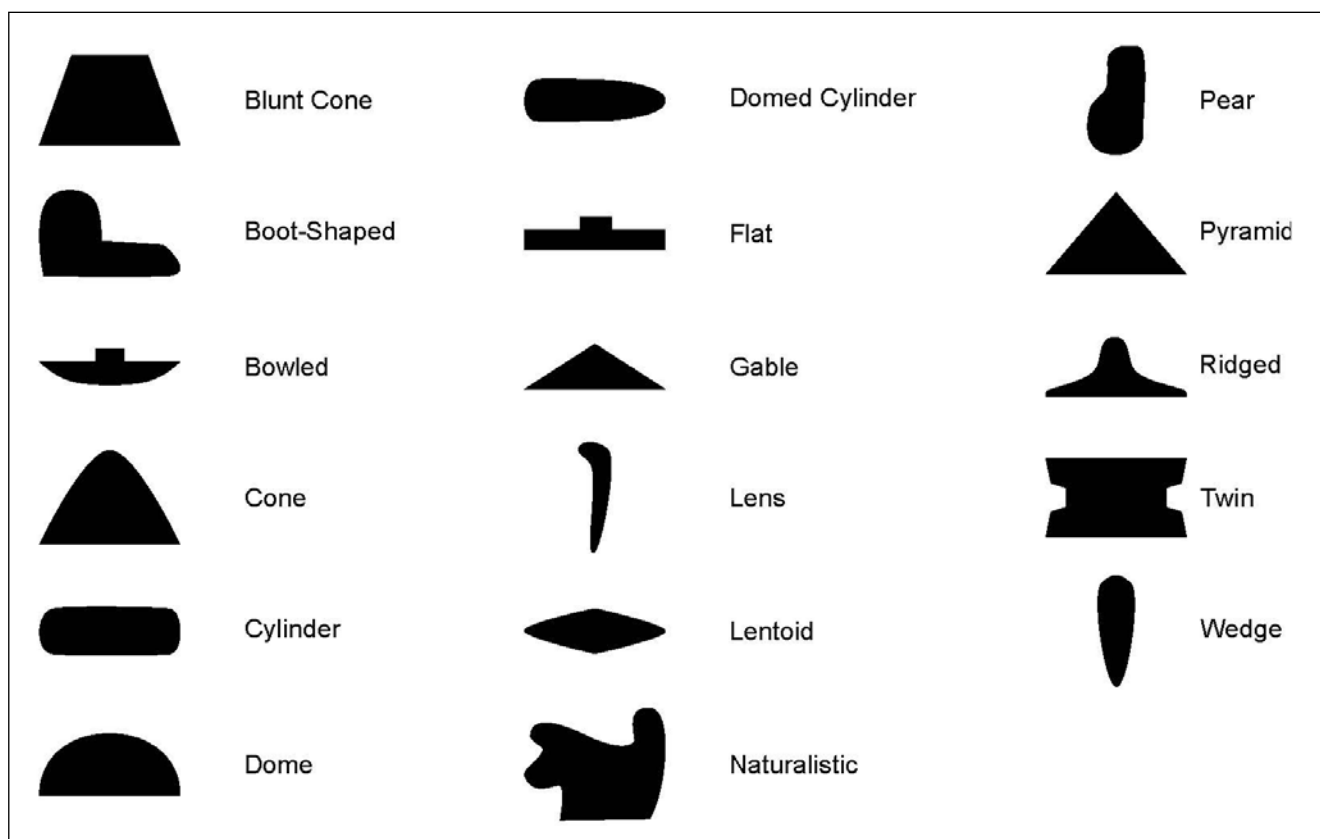 Blunt Cone
Boot-Shaped
Bowled
Cone
Cylinder
Dome
Domed Cylinder
Flat
Gable
Lens
Lentoid
Naturalistic
Pear
Pyramid
Ridged
Twin
Wedge